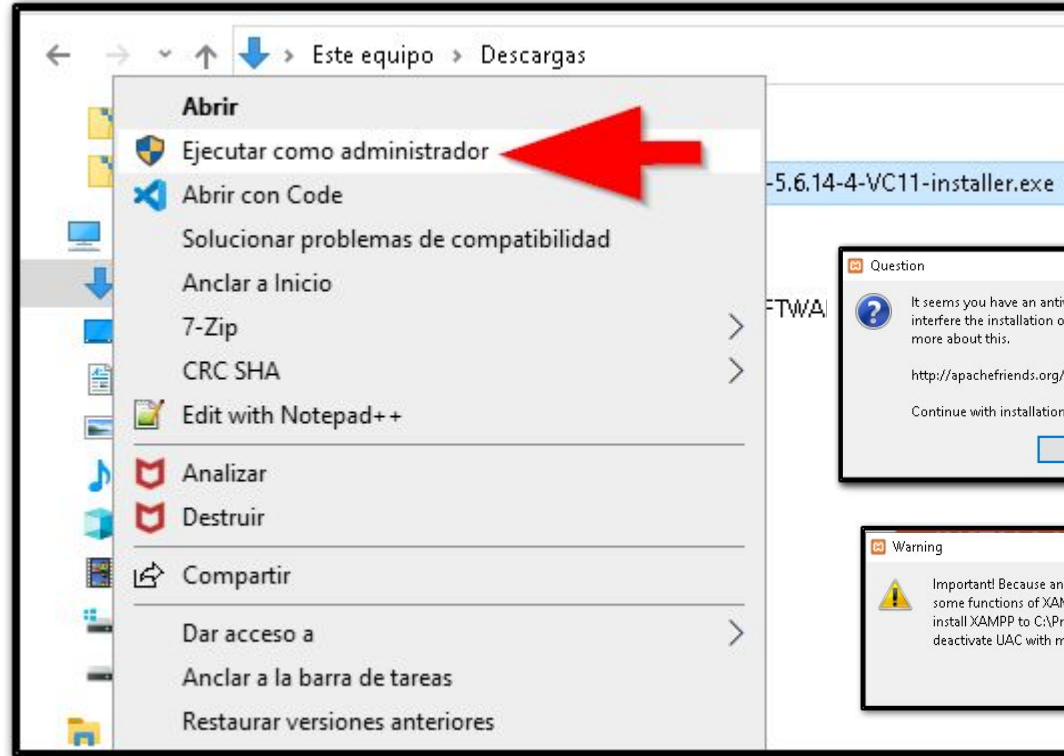 Este equipo > Descargas
Abrir
Ejecutar como administrador
Abrir con Code
Solucionar problemas de compatibilidad
Anclar a Inicio
7-Zip
CRC SHA
Edit with Notepad++
Analizar
Destruir
Compartir
Dar acceso a
Anclar a la barra de tareas
Restaurar versiones anteriores
-5.6.14-4-VC11-installer.exe
FTWA
Question
It seems you have an anti
interfere the installation o
more about this.
http://apachefriends.org/
Continue with installation
Warning
Important! Because an
some functions of XAM
install XAMPP to C:\Pr
deactivate UAC with m